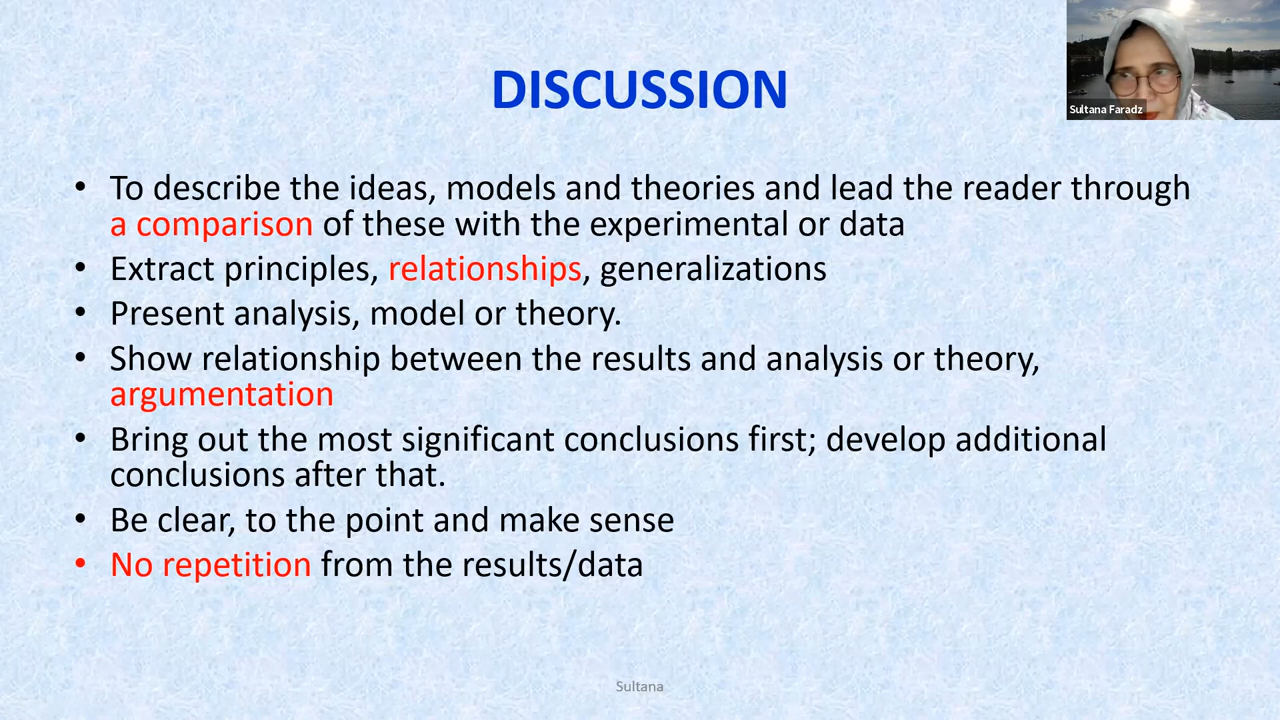 DISCUSSION
Sultana Faradz
• To describe the ideas, models and theories and lead the reader through
a comparison of these with the experimental or data
• Extract principles, relationships, generalizations
• Present analysis, model or theory.
• Show relationship between the results and analysis or theory,
argumentation
• Bring out the most significant conclusions first; develop additional
conclusions after that.
• Be clear, to the point and make sense
• No repetition from the results/data
Sultana